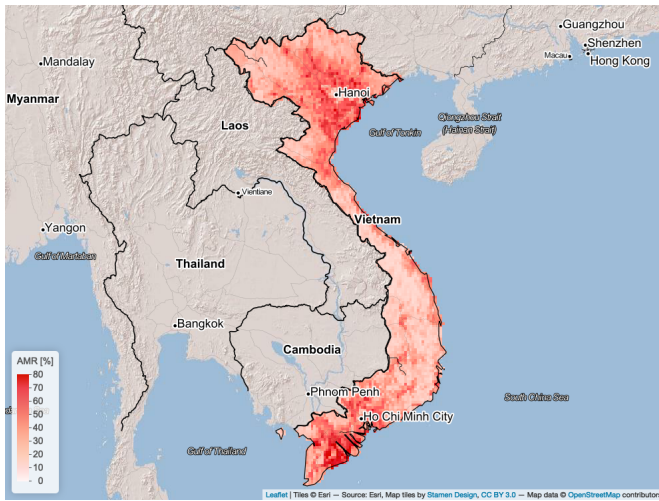 Guangzhou
Shenzhen
Macau
Hong Kong
Mandalay
Myanmar
Hanoi
Laos
Gulf of Tonkin
Qiongzhou Strait
(Hainan Strait)
Vientiane
Vietnam
Yangon
Gulf of Martaban
Thailand
Bangkok
Cambodia
Phnom Penh
Ho Chi Minh City
South China Sea
Gulf of Thailand
AMR [%]
80
70
60
50
40
30
20
10
0
Leaflet | Tiles © Esri — Source: Esri, Map tiles by Stamen Design, CC BY 3.0 — Map data © OpenStreetMap contributor